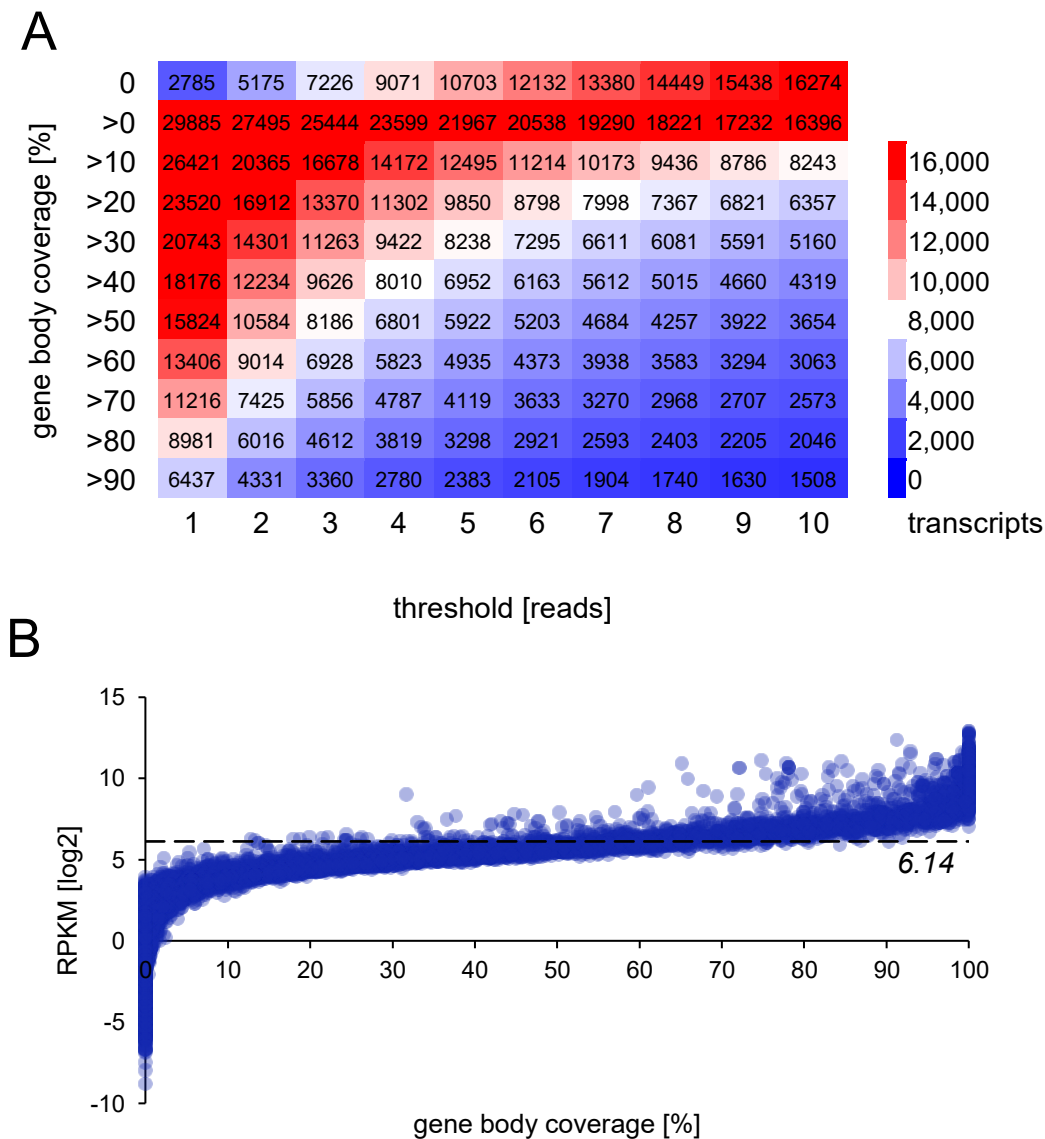 A
gene body coverage [%]
0 2785 5175 7226 9071 10703 12132 13380 14449 15438 16274
>0 29885 27495 25444 23599 21967 20538 19290 18221 17232 16396
>10 26421 20365 16678 14172 12495 11214 10173 9436 8786 8243
>20 23520 16912 13370 11302 9850 8798 7998 7367 6821 6357
>30 20743 14301 11263 9422 8238 7295 6611 6081 5591 5160
>40 18176 12234 9626 8010 6952 6163 5612 5015 4660 4319
>50 15824 10584 8186 6801 5922 5203 4684 4257 3922 3654
>60 13406 9014 6928 5823 4935 4373 3938 3583 3294 3063
>70 11216 7425 5856 4787 4119 3633 3270 2968 2707 2573
>80 8981 6016 4612 3819 3298 2921 2593 2403 2205 2046
>90 6437 4331 3360 2780 2383 2105 1904 1740 1630 1508
1 2 3 4 5 6 7 8 9 10
threshold [reads]
16,000
14,000
12,000
10,000
8,000
6,000
4,000
2,000
0
transcripts
B
RPKM [log2]
15
10
5
0
-5
-10
6.14
0 10 20 30 40 50 60 70 80 90 100
gene body coverage [%]